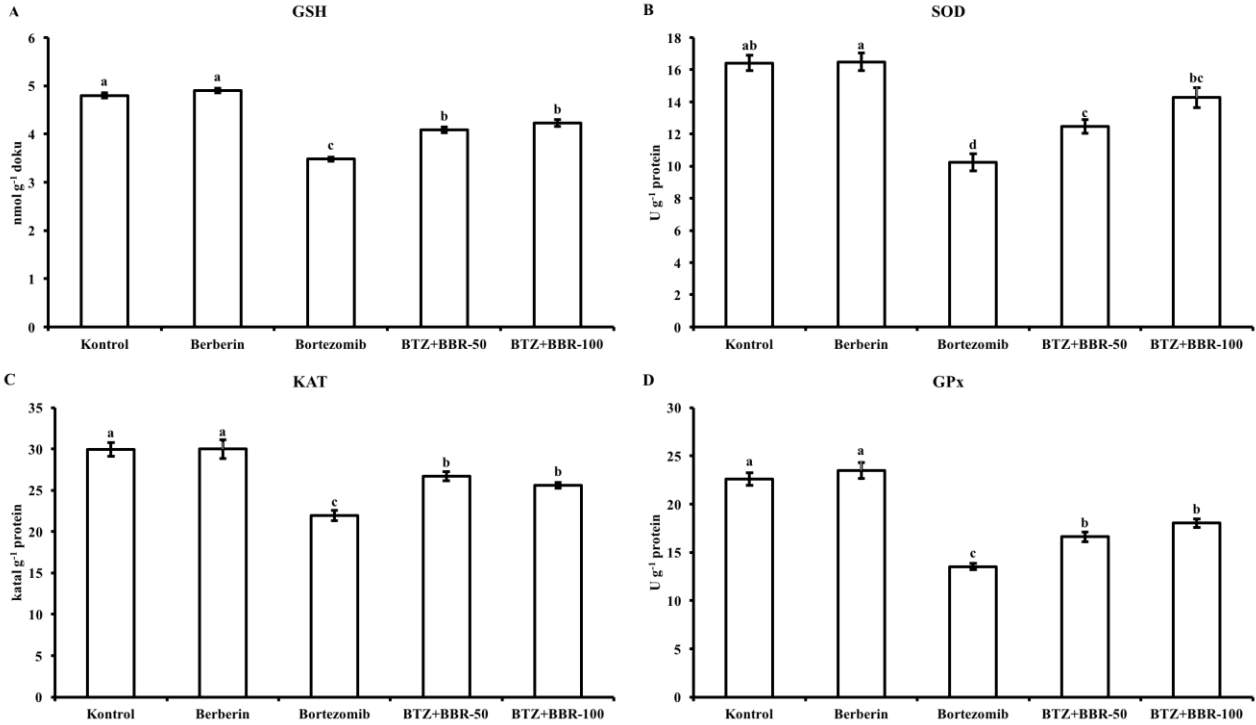 A
GSH
nmol g⁻¹ doku
6
5
4
3
2
1
0
a
a
c
b
b
Kontrol
Berberin
Bortezomib
BTZ+BBR-50
BTZ+BBR-100
B
SOD
U g⁻¹ protein
18
16
14
12
10
8
6
4
2
0
ab
a
d
c
bc
Kontrol
Berberin
Bortezomib
BTZ+BBR-50
BTZ+BBR-100
C
KAT
katal g⁻¹ protein
35
30
25
20
15
10
5
0
a
a
c
b
b
Kontrol
Berberin
Bortezomib
BTZ+BBR-50
BTZ+BBR-100
D
GPx
U g⁻¹ protein
30
25
20
15
10
5
0
a
a
c
b
b
Kontrol
Berberin
Bortezomib
BTZ+BBR-50
BTZ+BBR-100